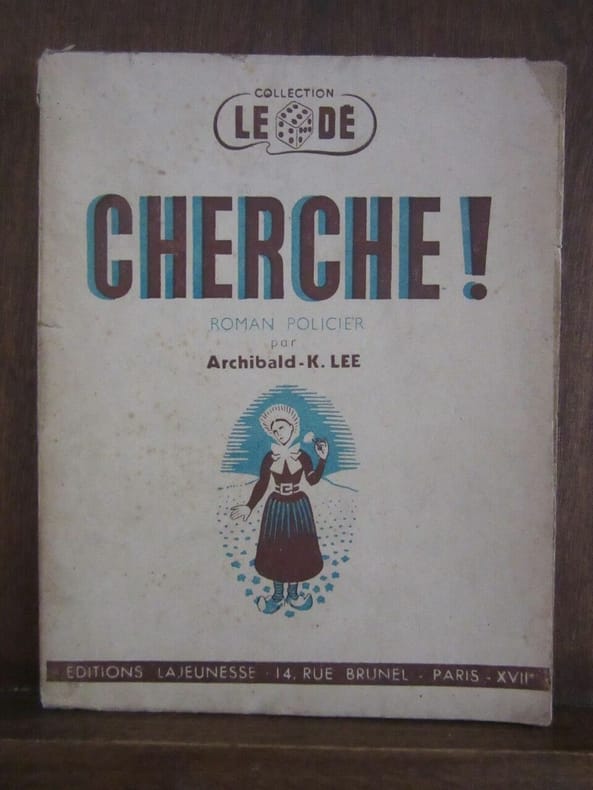 COLLECTION
LE DÉ
CHERCHE !
ROMAN POLICIER
par
Archibald-K. LEE
EDITIONS LAJEUNESSE - 14, RUE BRUNEL - PARIS - XVIIᵉ